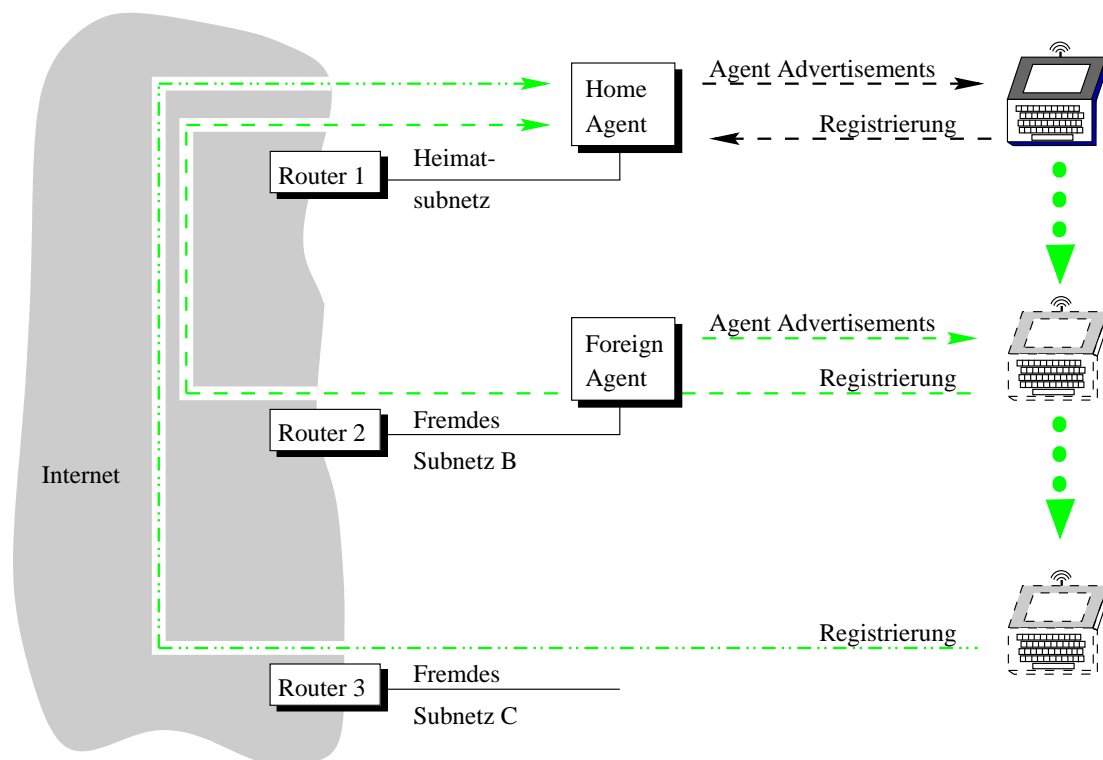 Home
Agent
Agent Advertisements
Registrierung
Router 1
Heimat-
subnetz
Foreign
Agent
Agent Advertisements
Registrierung
Router 2
Fremdes
Subnetz B
Internet
Registrierung
Router 3
Fremdes
Subnetz C